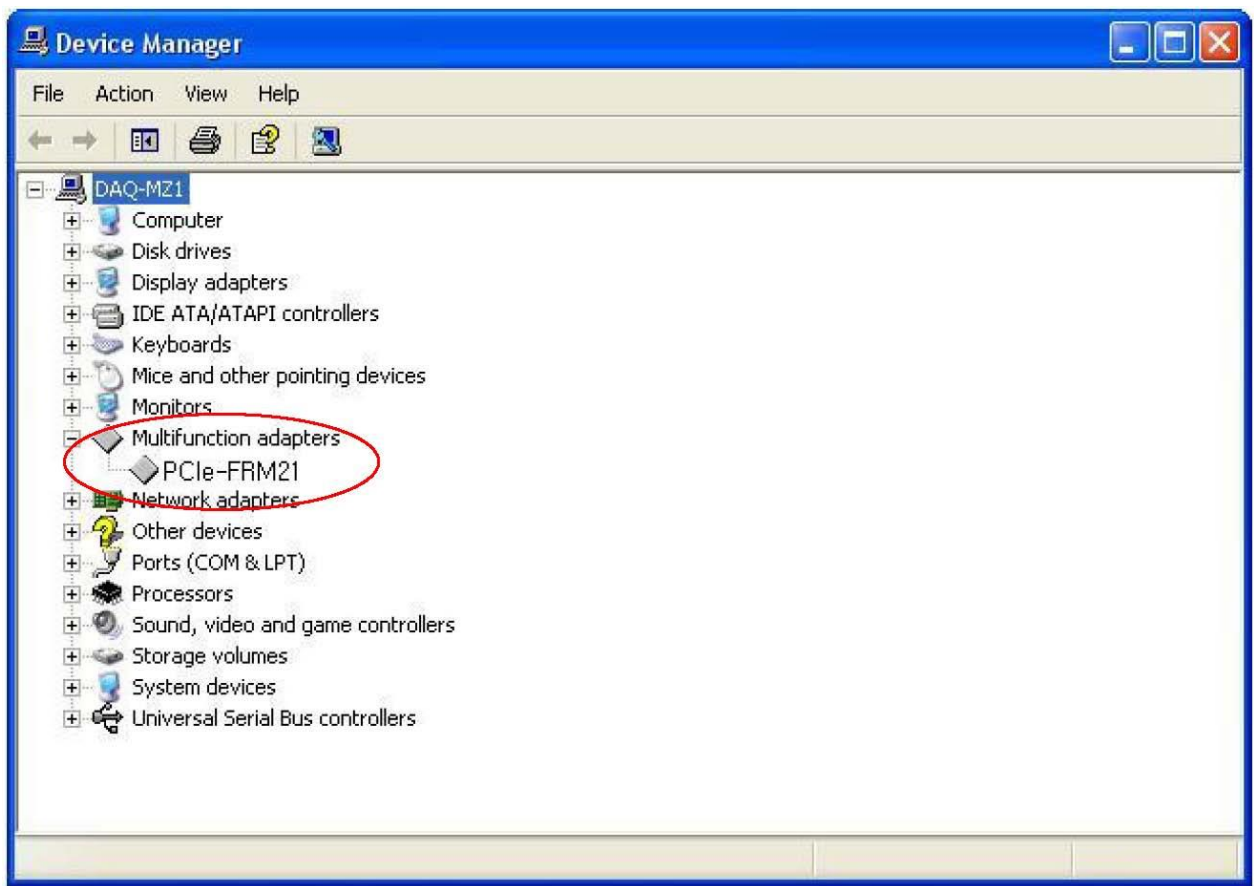 Device Manager
File Action View Help
DAQ-MZ1
Computer
Disk drives
Display adapters
IDE ATA/ATAPI controllers
Keyboards
Mice and other pointing devices
Monitors
Multifunction adapters
PCIe-FRM21
Network adapters
Other devices
Ports (COM & LPT)
Processors
Sound, video and game controllers
Storage volumes
System devices
Universal Serial Bus controllers